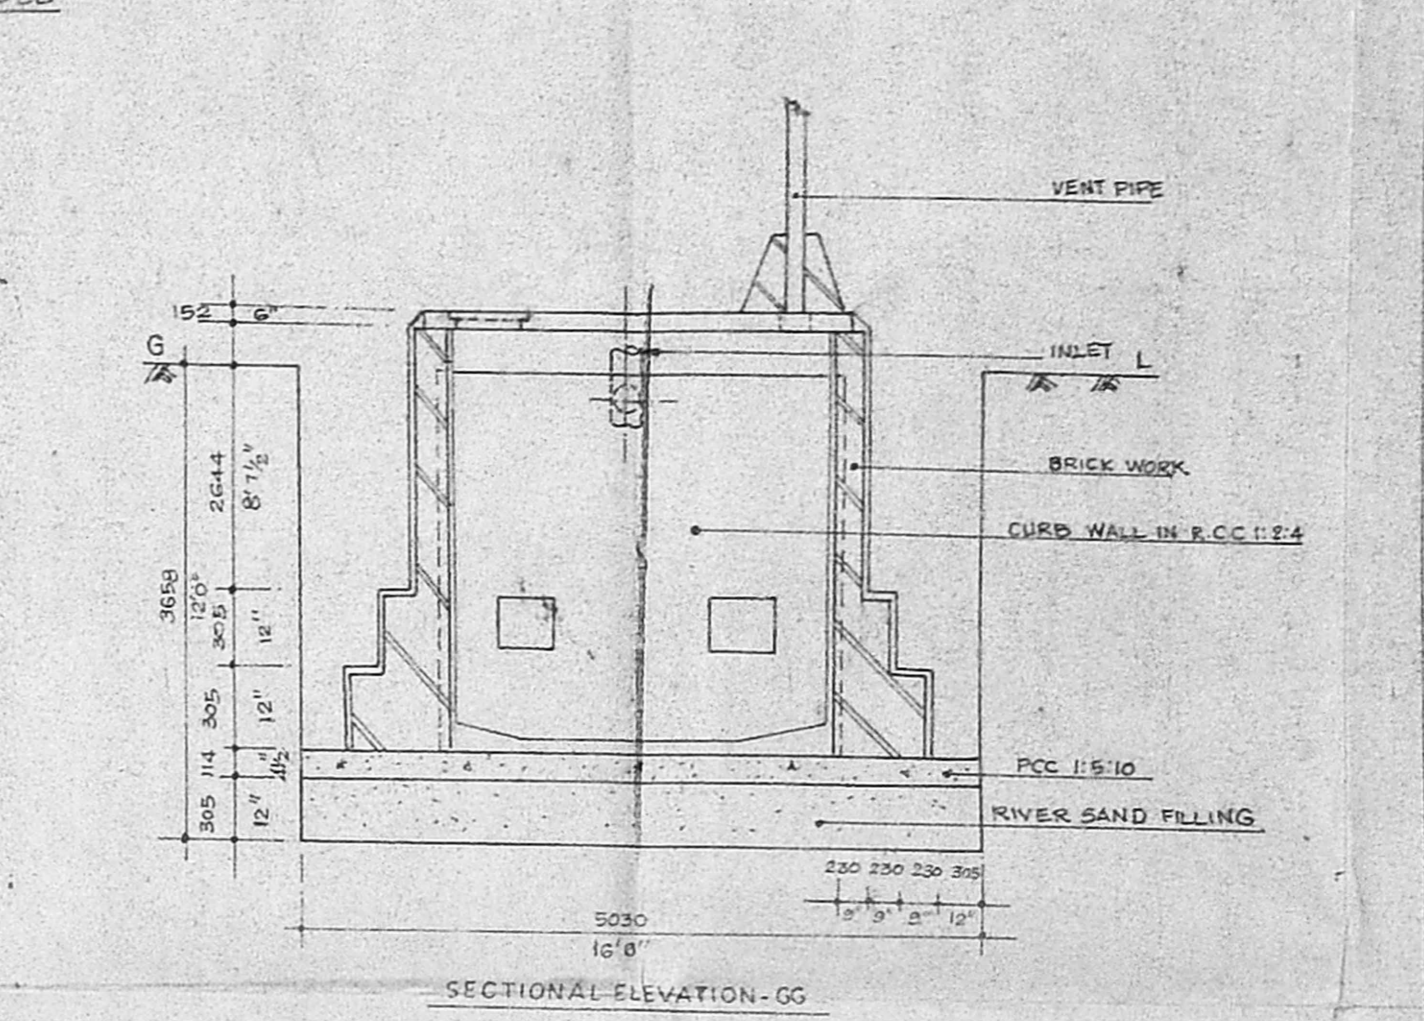 VENT PIPE
152
6"
G
INLET
L
BRICK WORK
2644
8'7½"
CURB WALL IN R.C.C 1:2:4
3658
12'0"
305
12"
305
12"
114
4½"
PCC 1:5:10
305
12"
RIVER SAND FILLING
230 230 230 305
9" 9" 9" 12"
5030
16'6"
SECTIONAL ELEVATION-GG